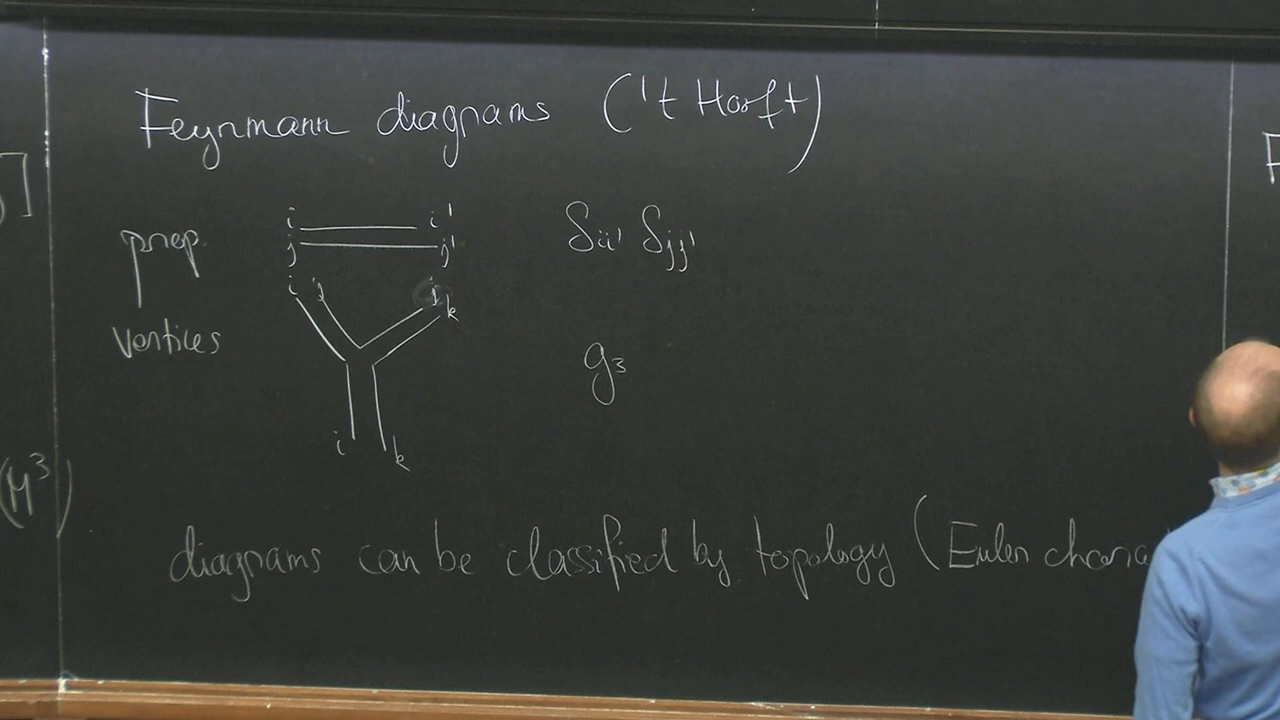 Feynmann diagrams ('t Hooft)
prop.
i i'
j j'
δii' δjj'
i j j k
vertices
g3
i k
M³)
diagrams can be classified by topology (Euler chara